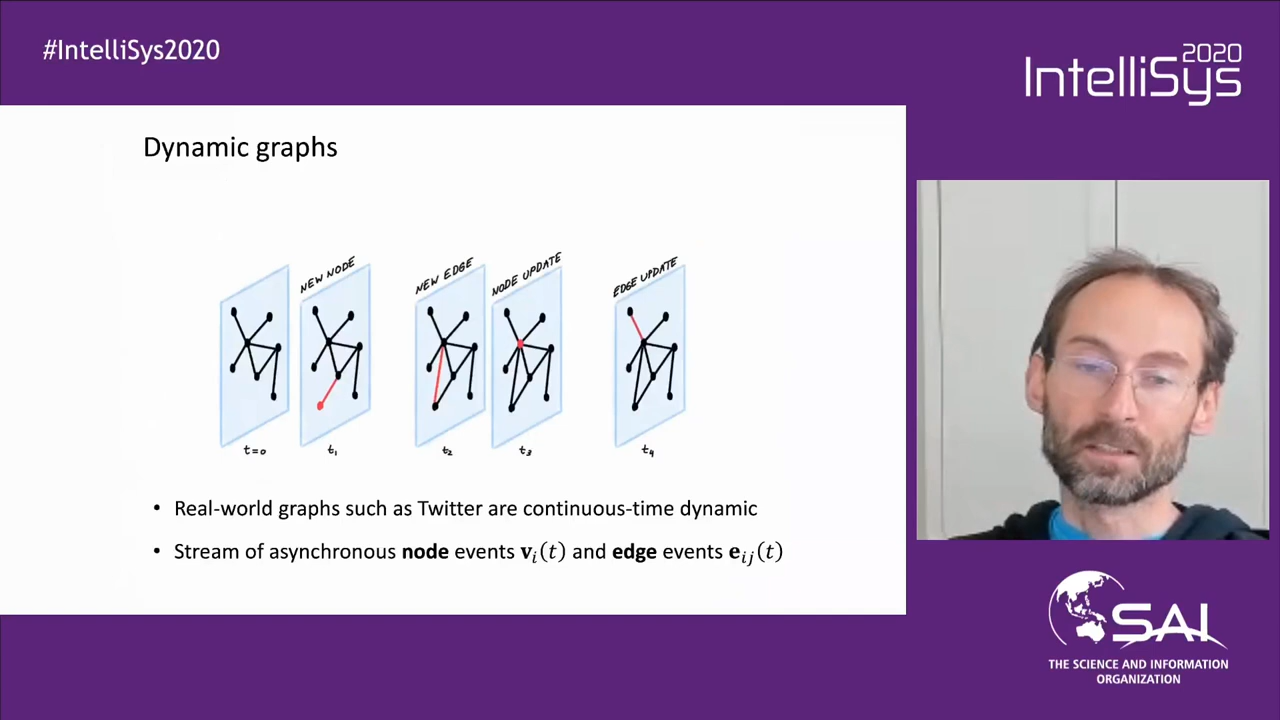 #IntelliSys2020
2020
IntelliSys
Dynamic graphs
NEW NODE
NEW EDGE
NODE UPDATE
EDGE UPDATE
t=0
t₁
t₂
t₃
t₄
• Real-world graphs such as Twitter are continuous-time dynamic
• Stream of asynchronous node events vᵢ(t) and edge events eᵢⱼ(t)
SAI
THE SCIENCE AND INFORMATION
ORGANIZATION